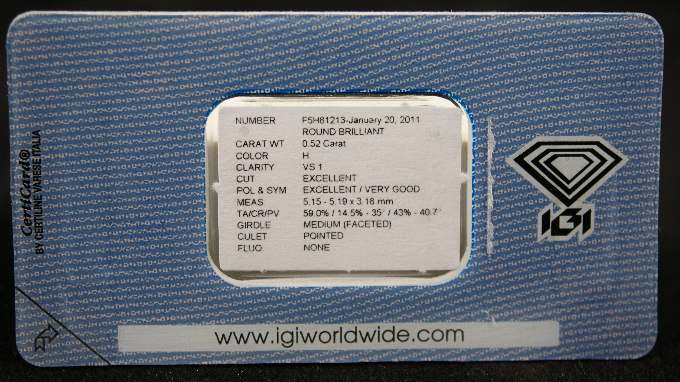 CertiCard®
BY CERTILINE VARESE ITALIA
NUMBER F5H81213-January 20, 2011
ROUND BRILLIANT
CARAT WT 0.52 Carat
COLOR H
CLARITY VS 1
CUT EXCELLENT
POL & SYM EXCELLENT / VERY GOOD
MEAS 5.15 - 5.19 x 3.18 mm
TA/CR/PV 59.0% / 14.5% - 35° / 43% - 40.7°
GIRDLE MEDIUM (FACETED)
CULET POINTED
FLUO NONE
IGI
www.igiworldwide.com